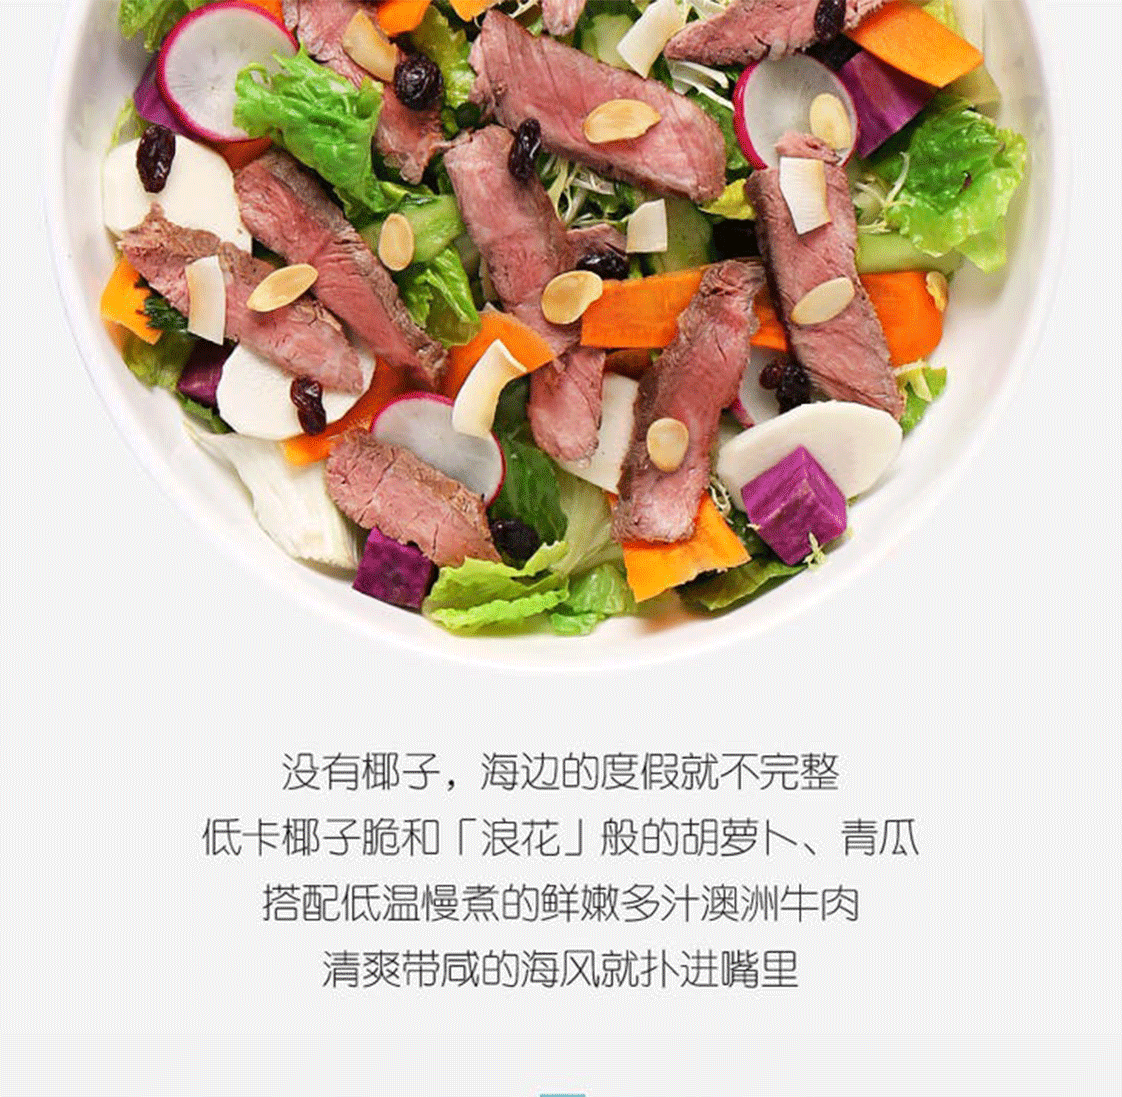 没有椰子，海边的度假就不完整
低卡椰子脆和「浪花」般的胡萝卜、青瓜
搭配低温慢煮的鲜嫩多汁澳洲牛肉
清爽带咸的海风就扑进嘴里